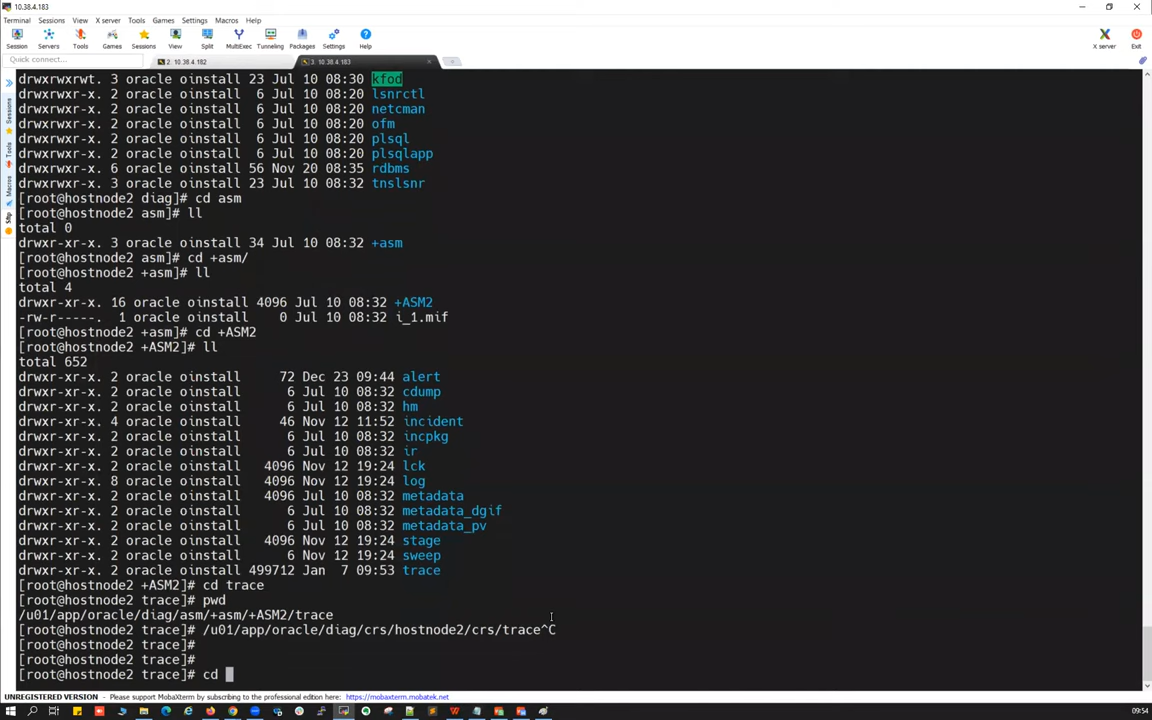 10.38.4.183
Terminal Sessions View X server Tools Games Settings Macros Help
Session Servers Tools Games Sessions View Split MultiExec Tunneling Packages Settings Help X server Exit
Quick connect... 2. 10.38.4.182 3. 10.38.4.183
Sessions
Tools
Macros
Sftp
drwxrwxrwt. 3 oracle oinstall 23 Jul 10 08:30 kfod
drwxrwxr-x. 2 oracle oinstall 6 Jul 10 08:20 lsnrctl
drwxrwxr-x. 2 oracle oinstall 6 Jul 10 08:20 netcman
drwxrwxr-x. 2 oracle oinstall 6 Jul 10 08:20 ofm
drwxrwxr-x. 2 oracle oinstall 6 Jul 10 08:20 plsql
drwxrwxr-x. 2 oracle oinstall 6 Jul 10 08:20 plsqlapp
drwxrwxr-x. 6 oracle oinstall 56 Nov 20 08:35 rdbms
drwxrwxr-x. 3 oracle oinstall 23 Jul 10 08:32 tnslsnr
[root@hostnode2 diag]# cd asm
[root@hostnode2 asm]# ll
total 0
drwxr-xr-x. 3 oracle oinstall 34 Jul 10 08:32 +asm
[root@hostnode2 asm]# cd +asm/
[root@hostnode2 +asm]# ll
total 4
drwxr-xr-x. 16 oracle oinstall 4096 Jul 10 08:32 +ASM2
-rw-r-----. 1 oracle oinstall 0 Jul 10 08:32 i_1.mif
[root@hostnode2 +asm]# cd +ASM2
[root@hostnode2 +ASM2]# ll
total 652
drwxr-xr-x. 2 oracle oinstall 72 Dec 23 09:44 alert
drwxr-xr-x. 2 oracle oinstall 6 Jul 10 08:32 cdump
drwxr-xr-x. 2 oracle oinstall 6 Jul 10 08:32 hm
drwxr-xr-x. 4 oracle oinstall 46 Nov 12 11:52 incident
drwxr-xr-x. 2 oracle oinstall 6 Jul 10 08:32 incpkg
drwxr-xr-x. 2 oracle oinstall 6 Jul 10 08:32 ir
drwxr-xr-x. 2 oracle oinstall 4096 Nov 12 19:24 lck
drwxr-xr-x. 8 oracle oinstall 4096 Nov 12 19:24 log
drwxr-xr-x. 2 oracle oinstall 4096 Jul 10 08:32 metadata
drwxr-xr-x. 2 oracle oinstall 6 Jul 10 08:32 metadata_dgif
drwxr-xr-x. 2 oracle oinstall 6 Jul 10 08:32 metadata_pv
drwxr-xr-x. 2 oracle oinstall 4096 Nov 12 19:24 stage
drwxr-xr-x. 2 oracle oinstall 6 Nov 12 19:24 sweep
drwxr-xr-x. 2 oracle oinstall 499712 Jan 7 09:53 trace
[root@hostnode2 +ASM2]# cd trace
[root@hostnode2 trace]# pwd
/u01/app/oracle/diag/asm/+asm/+ASM2/trace
[root@hostnode2 trace]# /u01/app/oracle/diag/crs/hostnode2/crs/trace^C
[root@hostnode2 trace]#
[root@hostnode2 trace]#
[root@hostnode2 trace]# cd
UNREGISTERED VERSION - Please support MobaXterm by subscribing to the professional edition here: https://mobaxterm.mobatek.net
09:54